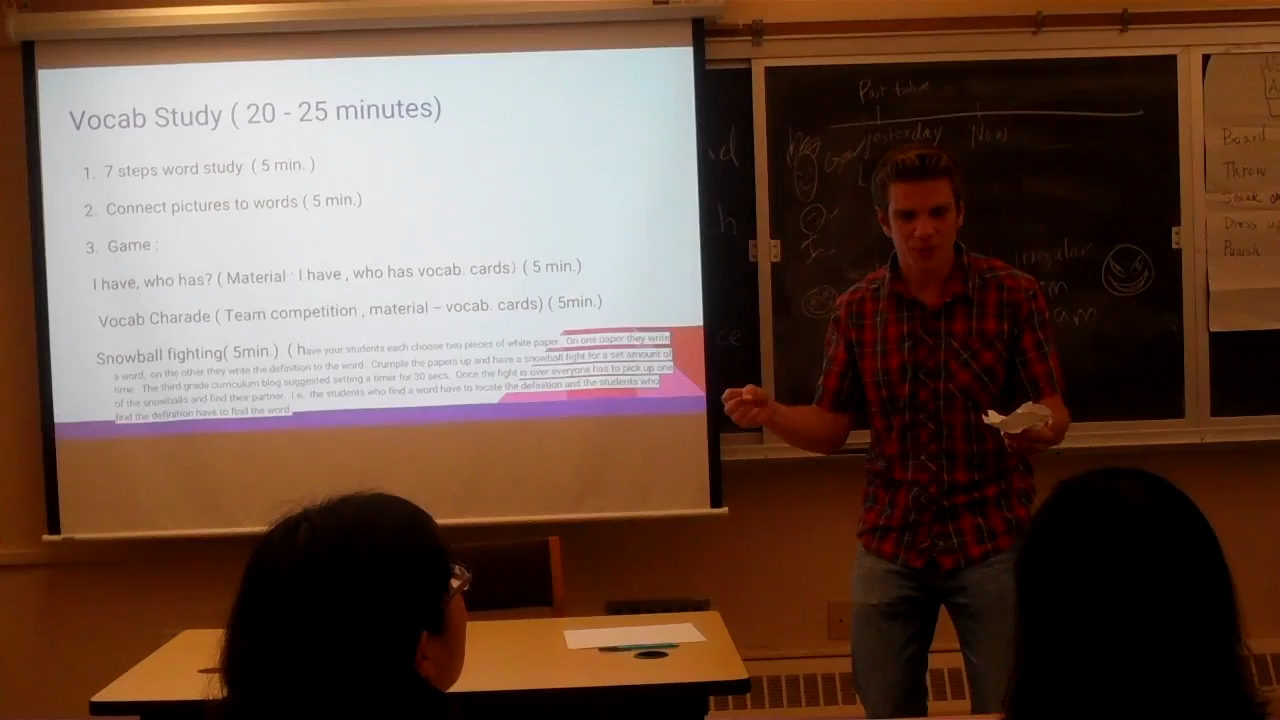 Vocab Study ( 20 - 25 minutes)
1. 7 steps word study ( 5 min. )
2. Connect pictures to words ( 5 min.)
3. Game :
I have, who has? ( Material : I have , who has vocab. cards) ( 5 min.)
Vocab Charade ( Team competition , material – vocab. cards) ( 5min.)
Snowball fighting( 5min.) ( have your students each choose two pieces of white paper. On one paper they write
a word, on the other they write the definition to the word. Crumple the papers up and have a snowball fight for a set amount of
time. The third grade curriculum blog suggested setting a timer for 30 secs. Once the fight is over everyone has to pick up one
of the snowballs and find their partner. I.e. the students who find a word have to locate the definition and the students who
find the definition have to find the word
Past
yesterday Now
I
irregular
am
Board
Throw
Speak
Dress up
Punish